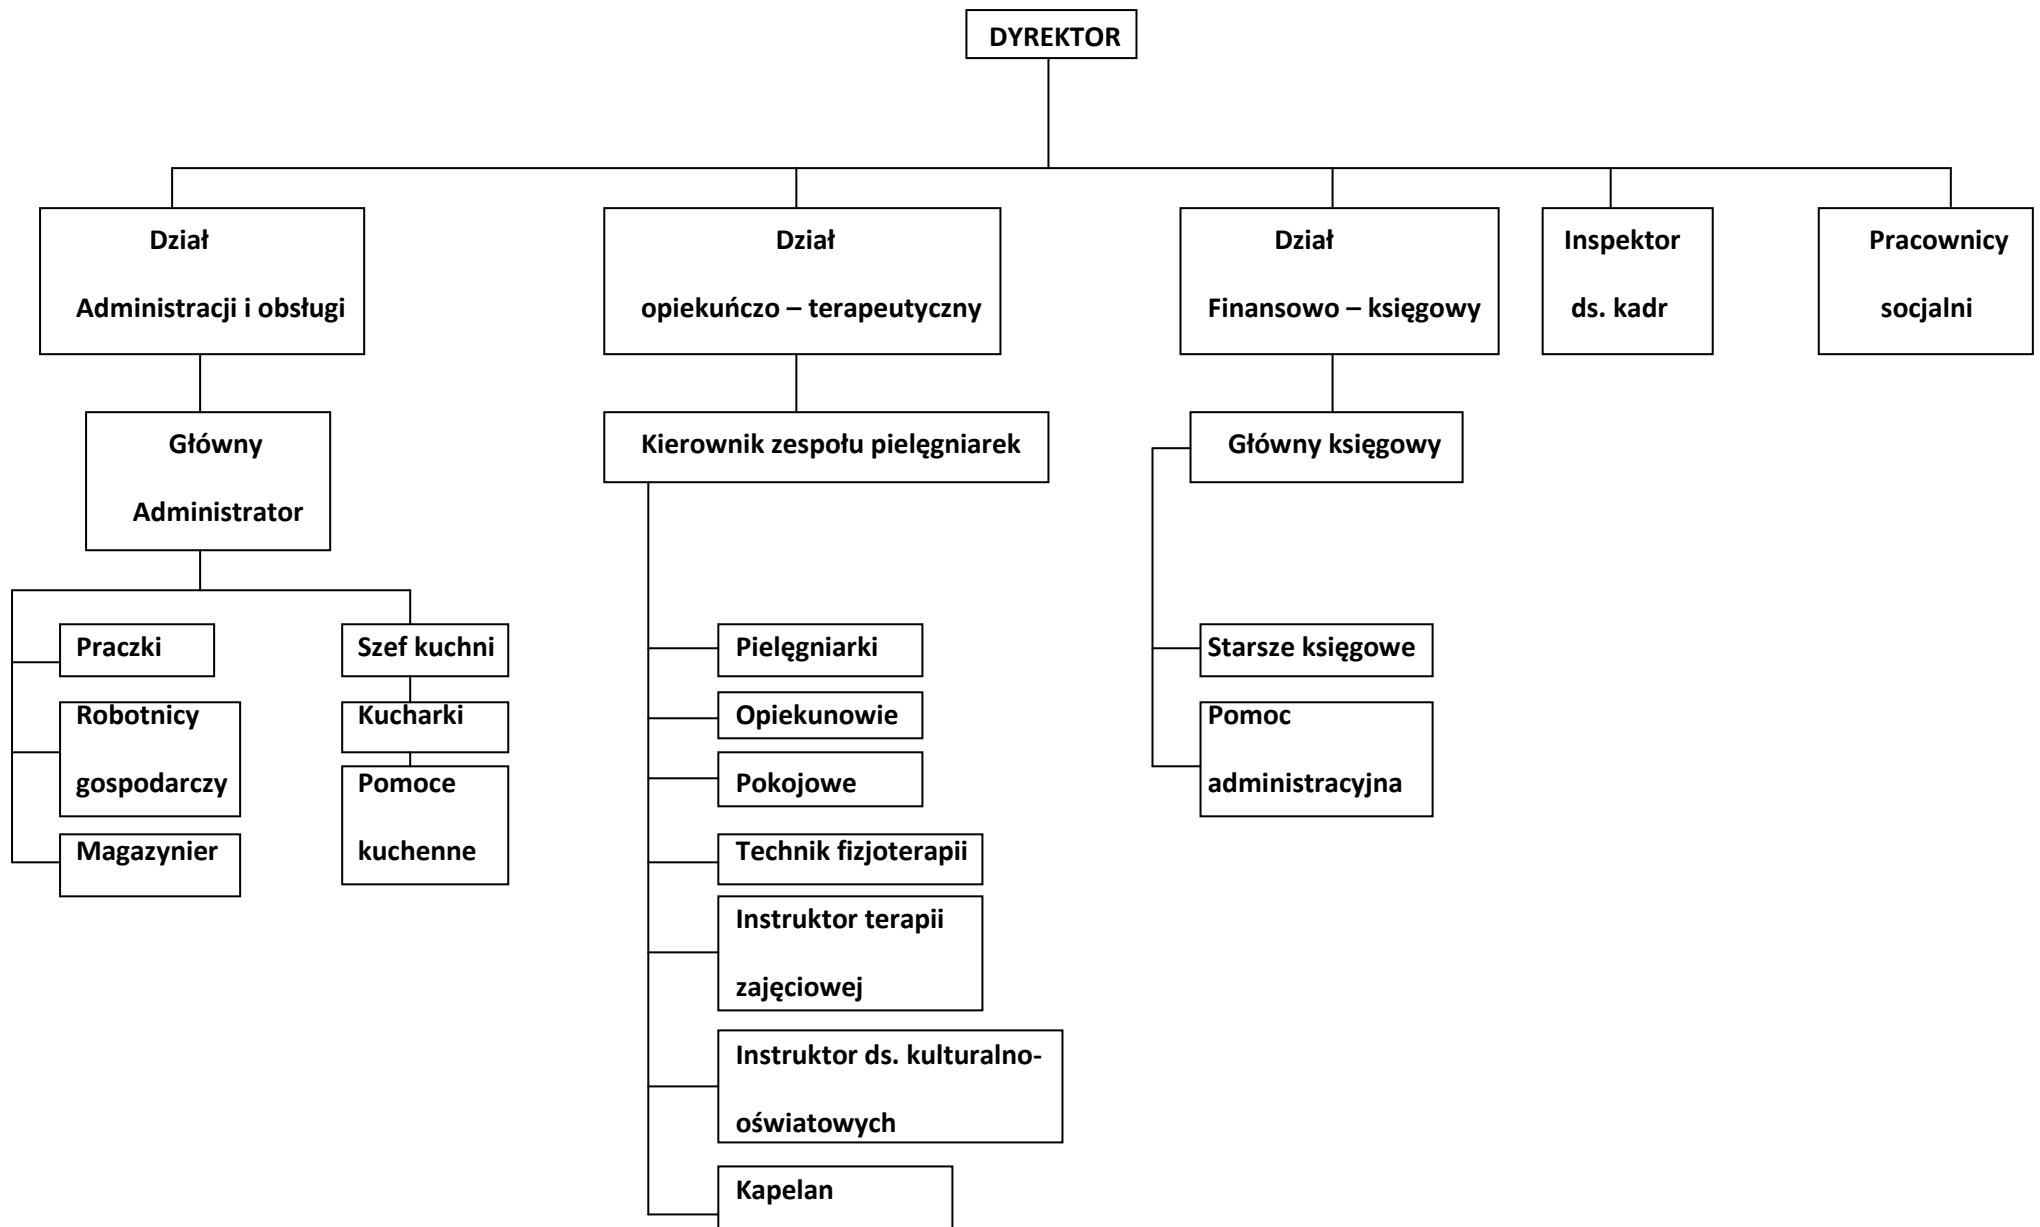 DYREKTOR
Dział
Administracji i obsługi
Dział
opiekuńczo – terapeutyczny
Dział
Finansowo – księgowy
Inspektor
ds. kadr
Pracownicy
socjalni
Główny
Administrator
Kierownik zespołu pielęgniarek
Główny księgowy
Praczki
Robotnicy
gospodarczy
Magazynier
Szef kuchni
Kucharki
Pomoce
kuchenne
Pielęgniarki
Opiekunowie
Pokojowe
Technik fizjoterapii
Instruktor terapii
zajęciowej
Instruktor ds. kulturalno-
oświatowych
Kapelan
Starsze księgowe
Pomoc
administracyjna